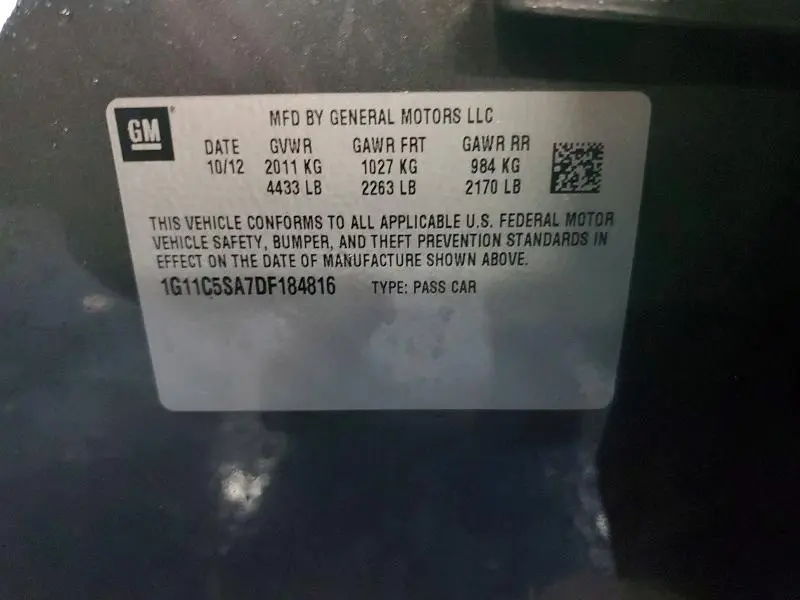 GM ®
MFD BY GENERAL MOTORS LLC
DATE GVWR GAWR FRT GAWR RR
10/12 2011 KG 1027 KG 984 KG
4433 LB 2263 LB 2170 LB
THIS VEHICLE CONFORMS TO ALL APPLICABLE U.S. FEDERAL MOTOR
VEHICLE SAFETY, BUMPER, AND THEFT PREVENTION STANDARDS IN
EFFECT ON THE DATE OF MANUFACTURE SHOWN ABOVE.
1G11C5SA7DF184816 TYPE: PASS CAR